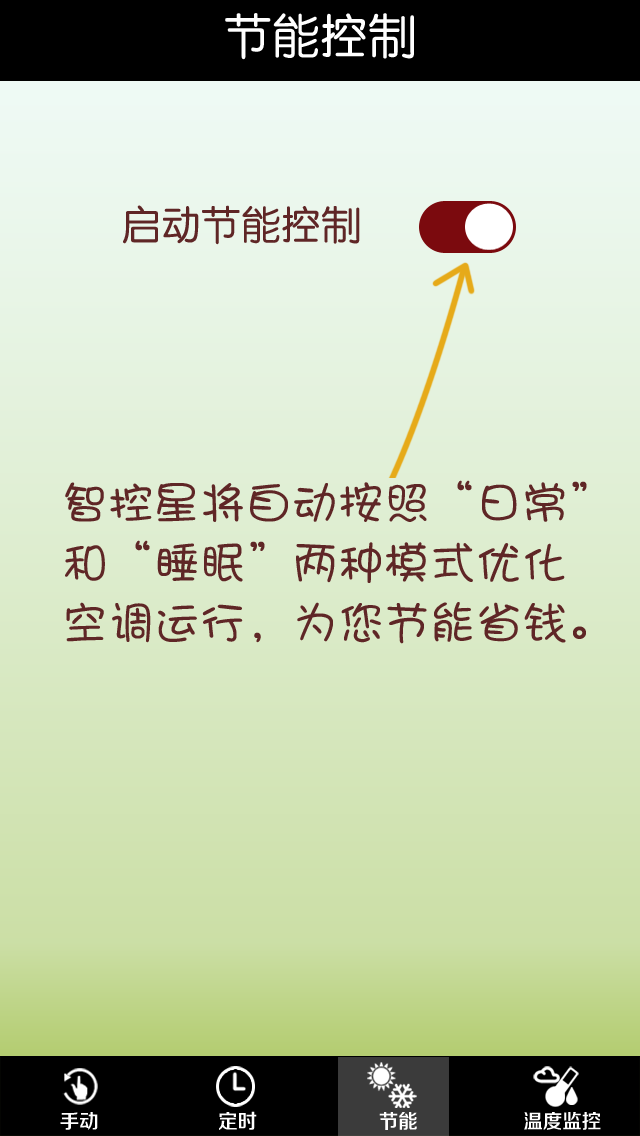 节能控制
启动节能控制
智控星将自动按照“日常”
和“睡眠”两种模式优化
空调运行，为您节能省钱。
手动
定时
节能
温度监控